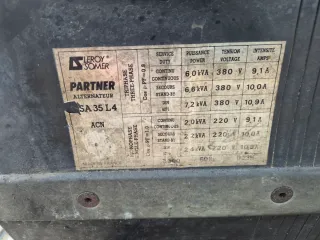 LEROY SOMER
SERVICE DUTY PUISSANCE POWER TENSION VOLTAGE INTENSITE AMPS
PARTNER
ALTERNATEUR
SA 35 L4
ACN
TRIPHASE
THREE-PHASE
CONTINU CONTINUOUS 6,0 kVA 380 V 9,1 A
SECOURS STAND-BY 6,6 kVA 380 V 10,0 A
7,2 kVA 380 V 10,9 A
MONOPHASE
SINGLE-PHASE
CONTINU CONTINUOUS 2,0 kVA 220 V 9,1 A
SECOURS STAND-BY 2,2 kVA 220 V 10,0 A